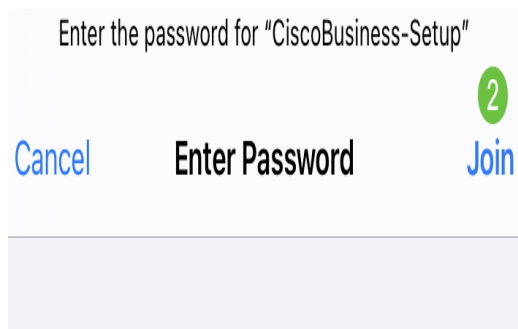 Enter the password for “CiscoBusiness-Setup”
2
Cancel Enter Password Join